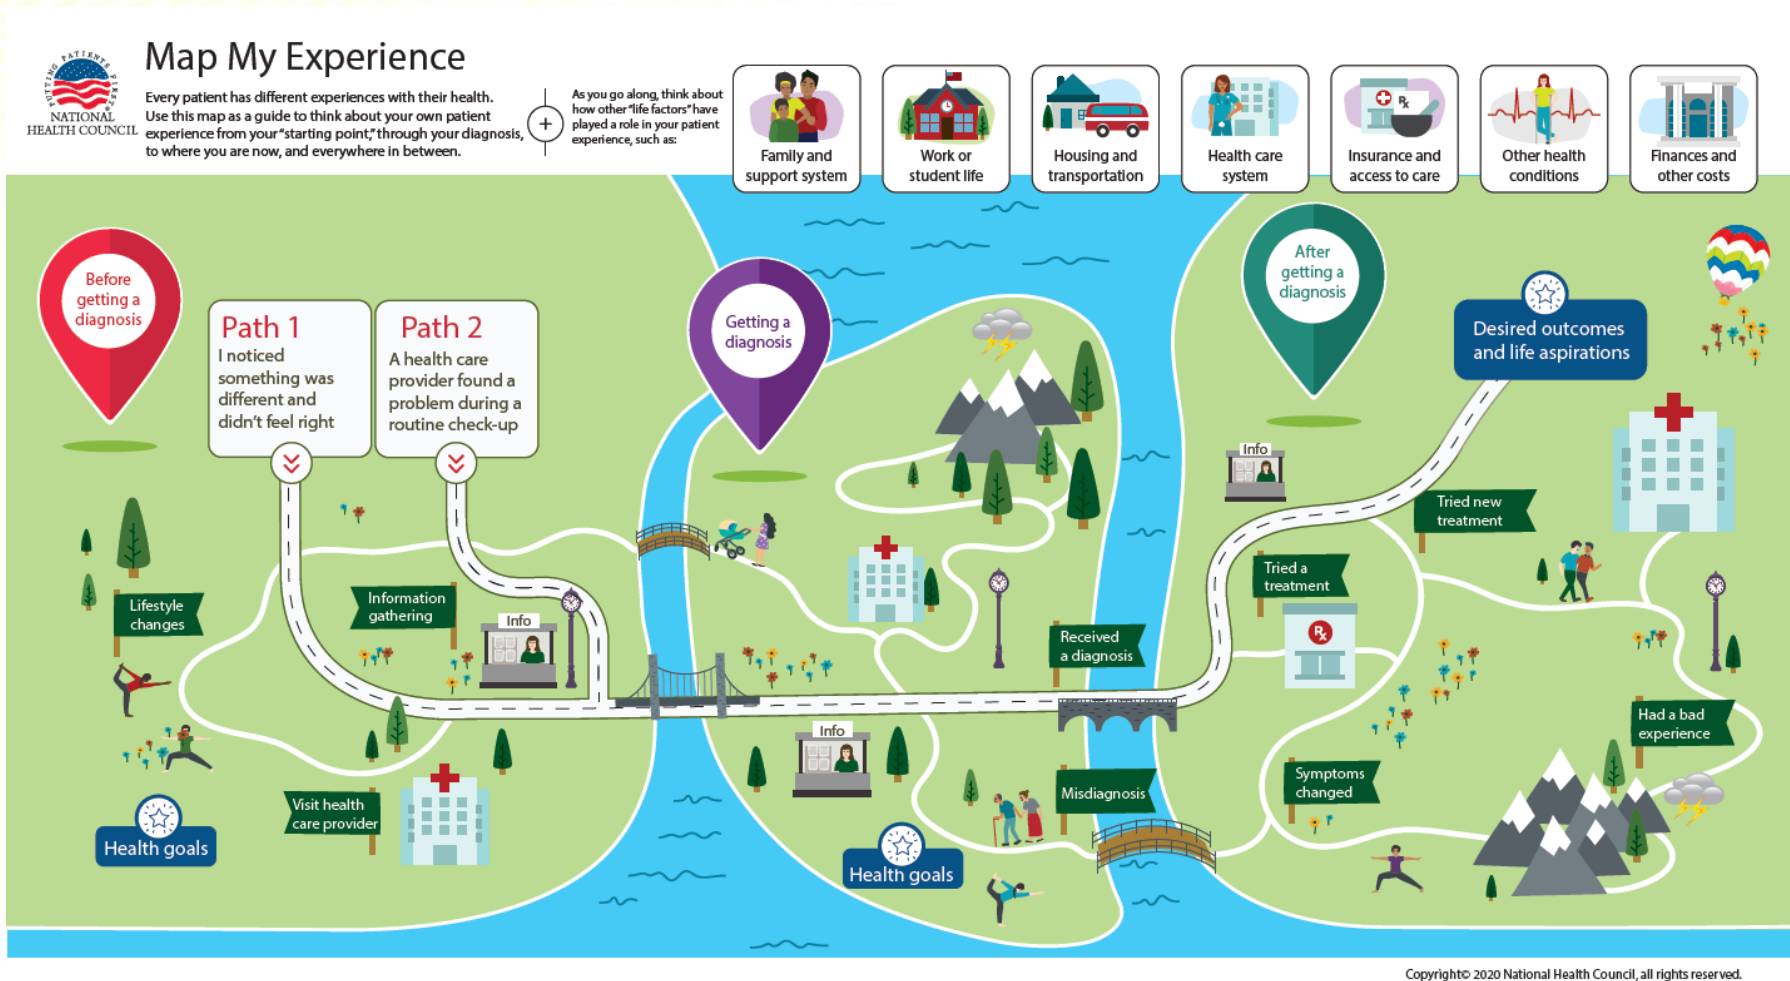 PUTTING PATIENTS FIRST®
NATIONAL
HEALTH COUNCIL
Map My Experience
Every patient has different experiences with their health.
Use this map as a guide to think about your own patient
experience from your “starting point,” through your diagnosis,
to where you are now, and everywhere in between.
+
As you go along, think about
how other “life factors” have
played a role in your patient
experience, such as:
Family and
support system
Work or
student life
Housing and
transportation
Health care
system
Rx
Insurance and
access to care
Other health
conditions
Finances and
other costs
Before
getting a
diagnosis
Path 1
I noticed
something was
different and
didn’t feel right
Path 2
A health care
provider found a
problem during a
routine check-up
Getting a
diagnosis
After
getting a
diagnosis
Desired outcomes
and life aspirations
Info
Tried new
treatment
Tried a
treatment
Lifestyle
changes
Information
gathering
Info
Received
a diagnosis
Rx
Had a bad
experience
Info
Misdiagnosis
Symptoms
changed
Visit health
care provider
Health goals
Health goals
Copyright© 2020 National Health Council, all rights reserved.